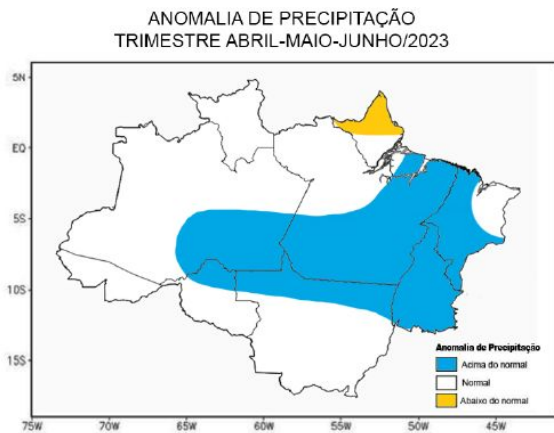 ANOMALIA DE PRECIPITAÇÃO
TRIMESTRE ABRIL-MAIO-JUNHO/2023
5N
EQ
5S
10S
15S
75W 70W 65W 60W 55W 50W 45W
Anomalia de Precipitação
Acima do normal
Normal
Abaixo do normal